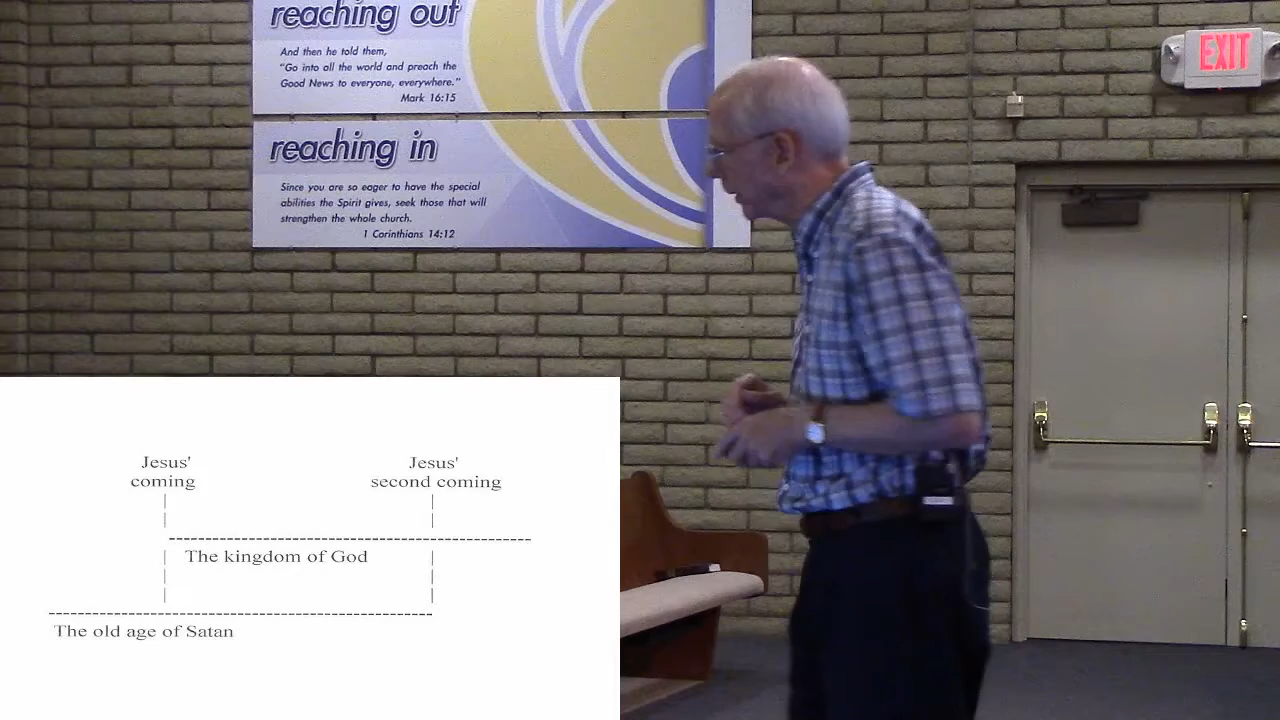 reaching out
And then he told them,
"Go into all the world and preach the
Good News to everyone, everywhere."
Mark 16:15
reaching in
Since you are so eager to have the special
abilities the Spirit gives, seek those that will
strengthen the whole church.
1 Corinthians 14:12
EXIT
Jesus'
coming
Jesus'
second coming
The kingdom of God
The old age of Satan